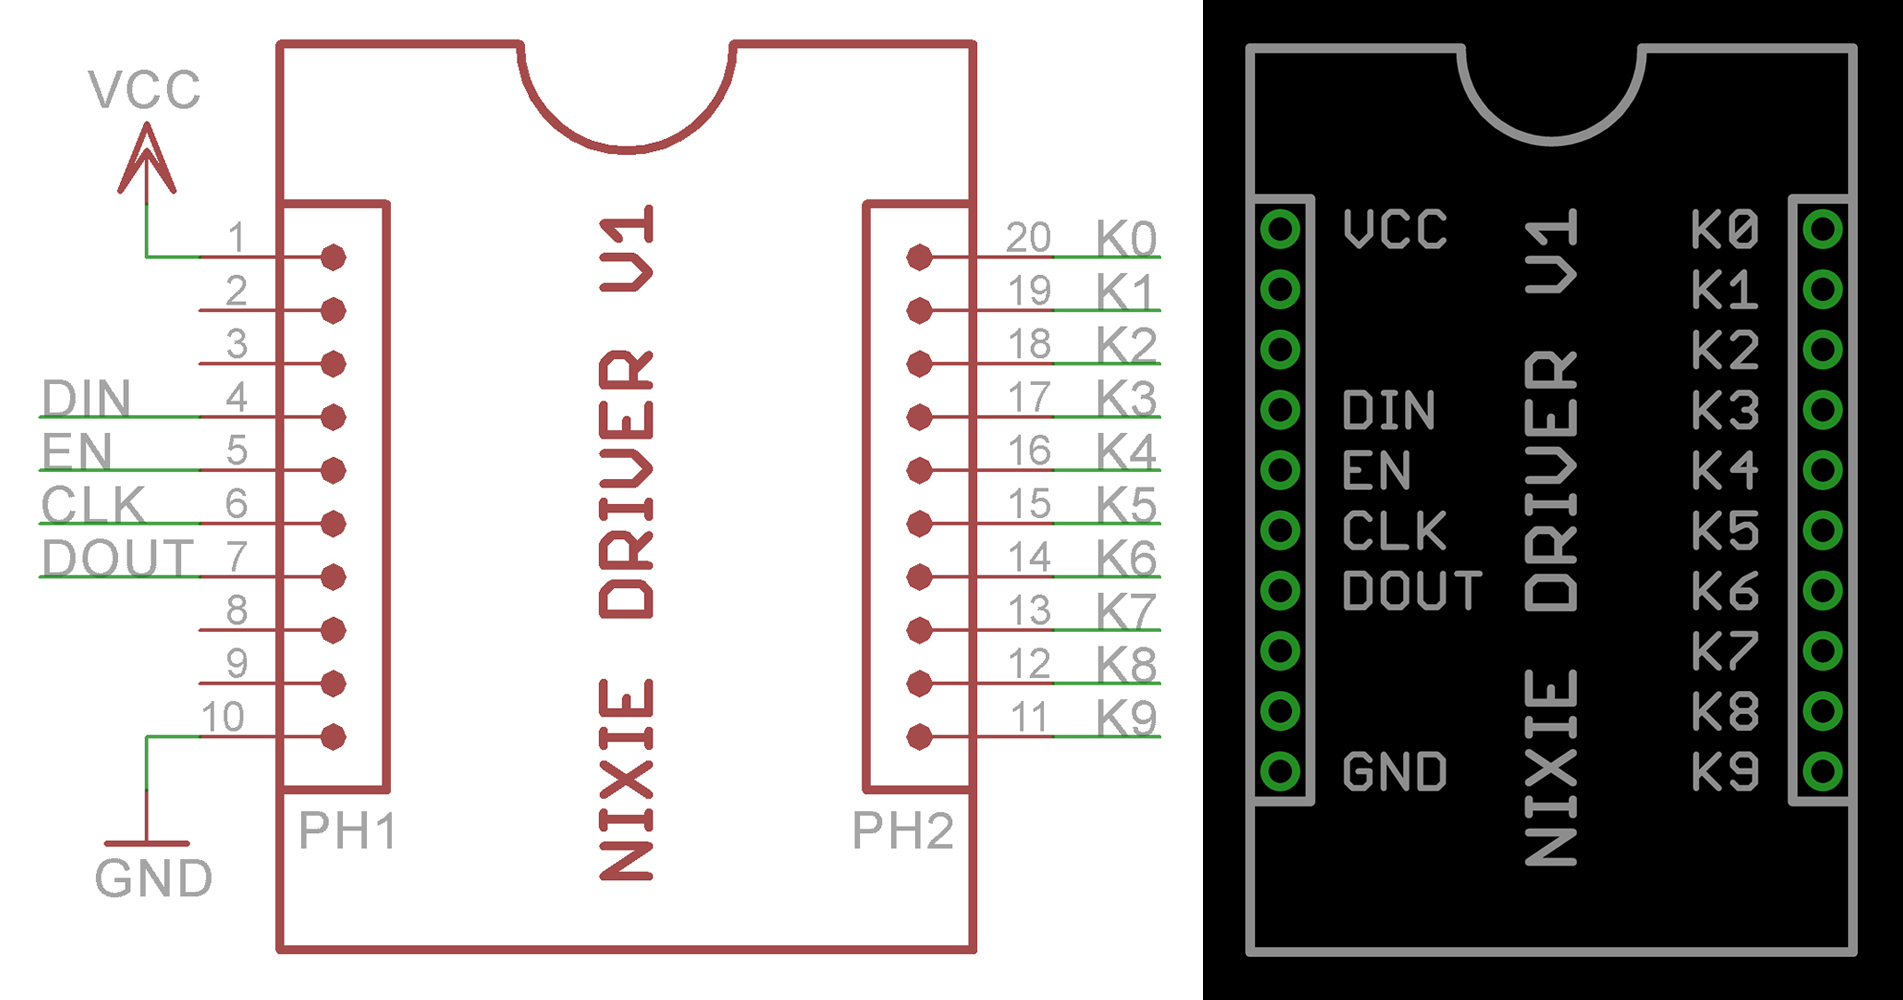 VCC
1
2
3
DIN 4
EN 5
CLK 6
DOUT 7
8
9
10
GND
PH1
NIXIE DRIVER V1
20 K0
19 K1
18 K2
17 K3
16 K4
15 K5
14 K6
13 K7
12 K8
11 K9
PH2
VCC
DIN
EN
CLK
DOUT
GND
NIXIE DRIVER V1
K0
K1
K2
K3
K4
K5
K6
K7
K8
K9